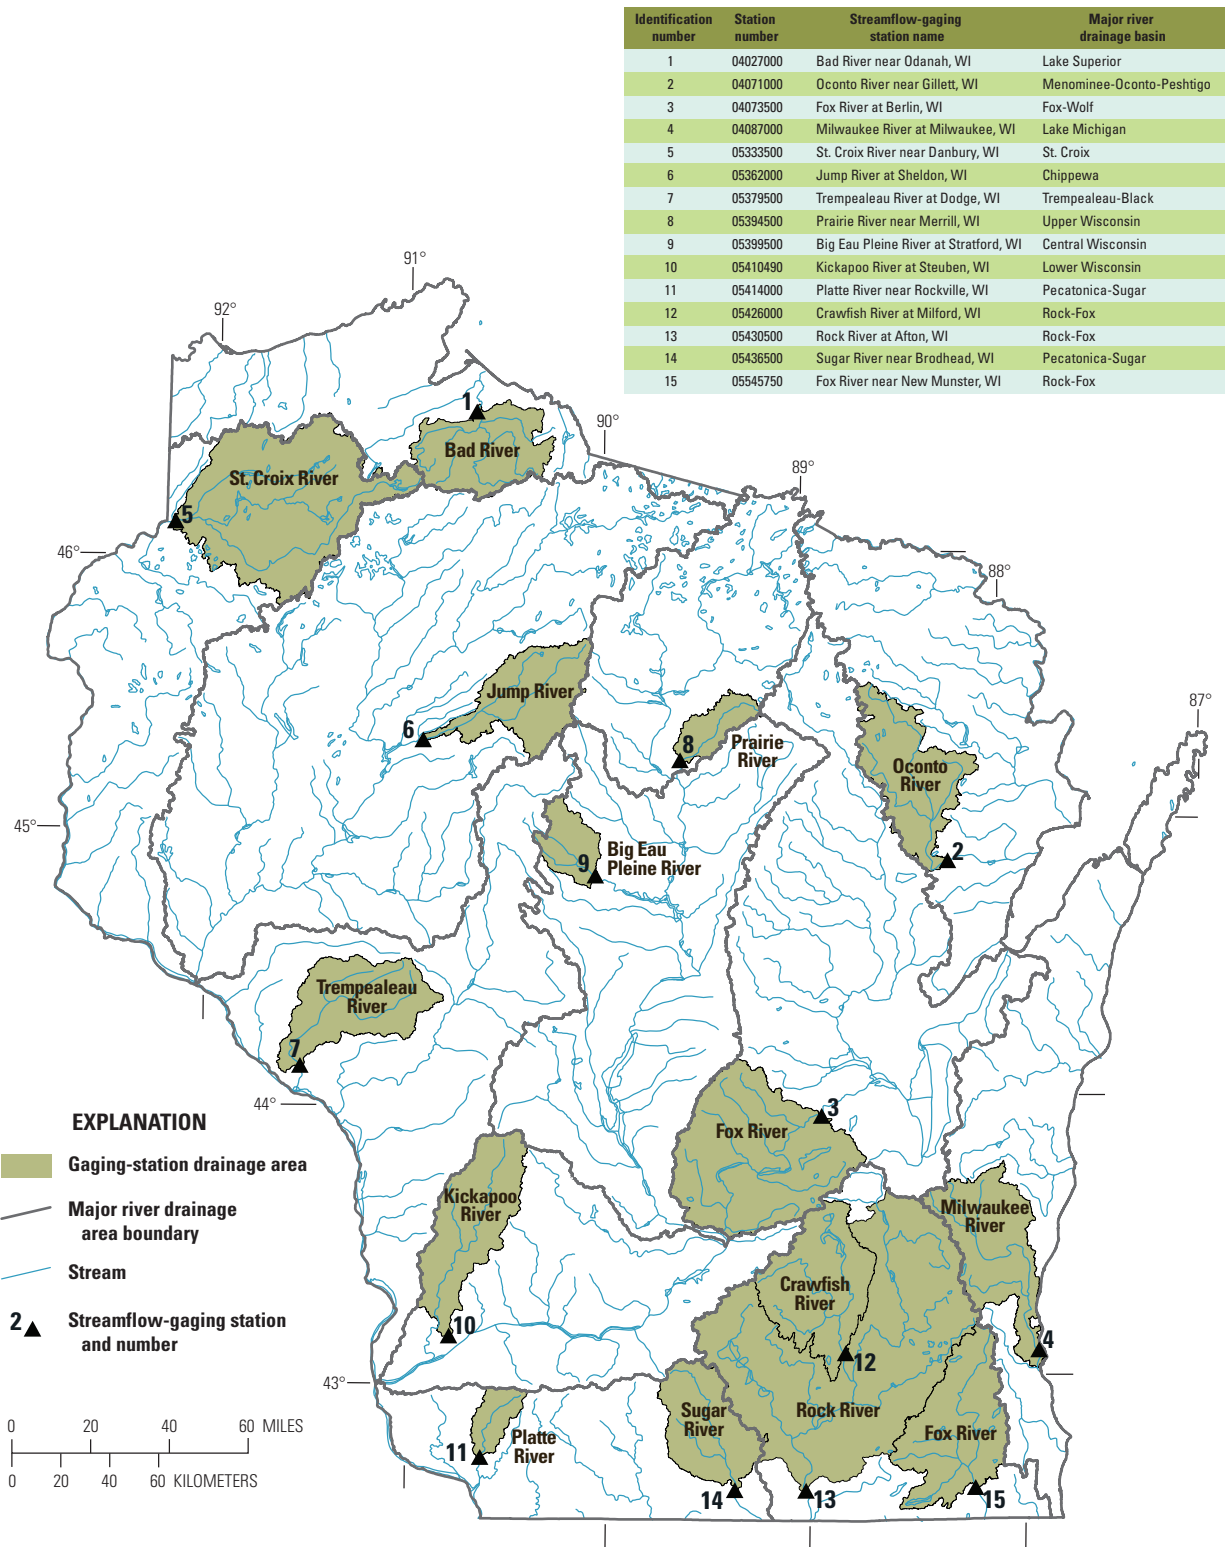 Identification number Station number Streamflow-gaging station name Major river drainage basin
1 04027000 Bad River near Odanah, WI Lake Superior
2 04071000 Oconto River near Gillett, WI Menominee-Oconto-Peshtigo
3 04073500 Fox River at Berlin, WI Fox-Wolf
4 04087000 Milwaukee River at Milwaukee, WI Lake Michigan
5 05333500 St. Croix River near Danbury, WI St. Croix
6 05362000 Jump River at Sheldon, WI Chippewa
7 05379500 Trempealeau River at Dodge, WI Trempealeau-Black
8 05394500 Prairie River near Merrill, WI Upper Wisconsin
9 05399500 Big Eau Pleine River at Stratford, WI Central Wisconsin
10 05410490 Kickapoo River at Steuben, WI Lower Wisconsin
11 05414000 Platte River near Rockville, WI Pecatonica-Sugar
12 05426000 Crawfish River at Milford, WI Rock-Fox
13 05430500 Rock River at Afton, WI Rock-Fox
14 05436500 Sugar River near Brodhead, WI Pecatonica-Sugar
15 05545750 Fox River near New Munster, WI Rock-Fox
91°
92°
1
90°
Bad River
89°
St. Croix River
5
46°
88°
Jump River
87°
6
8
Prairie
River
Oconto
River
45°
9
Big Eau
Pleine River
2
Trempealeau
River
7
44°
3
Fox River
EXPLANATION
Gaging-station drainage area
Major river drainage
area boundary
Stream
2 Streamflow-gaging station
and number
Kickapoo
River
Milwaukee
River
Crawfish
River
10
4
12
43°
Sugar
River
Rock River
Fox River
Platte
River
11
14
13
15
0 20 40 60 MILES
0 20 40 60 KILOMETERS